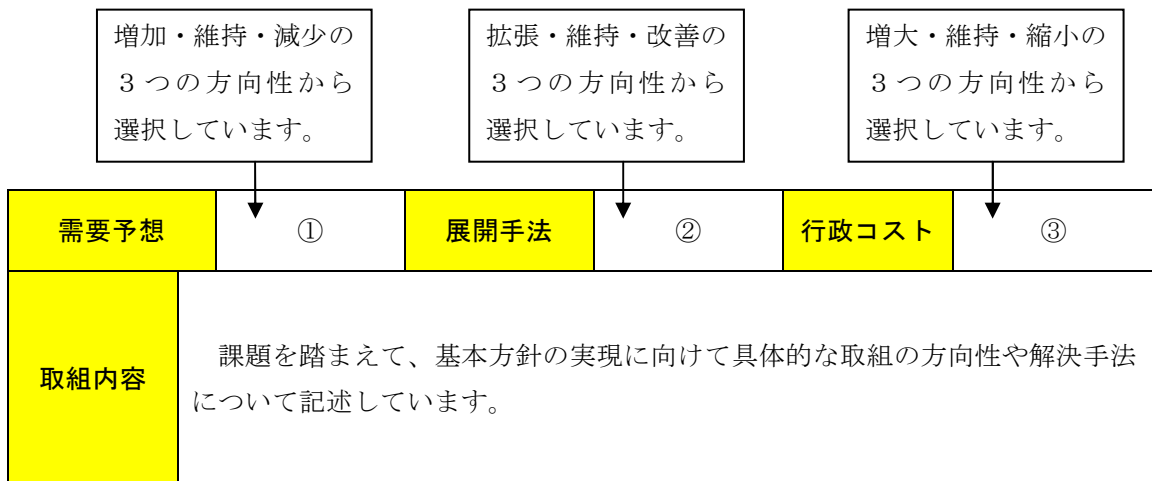 増加・維持・減少の
３つの方向性から
選択しています。
拡張・維持・改善の
３つの方向性から
選択しています。
増大・維持・縮小の
３つの方向性から
選択しています。
需要予想 ① 展開手法 ② 行政コスト ③
取組内容
課題を踏まえて、基本方針の実現に向けて具体的な取組の方向性や解決手法
について記述しています。